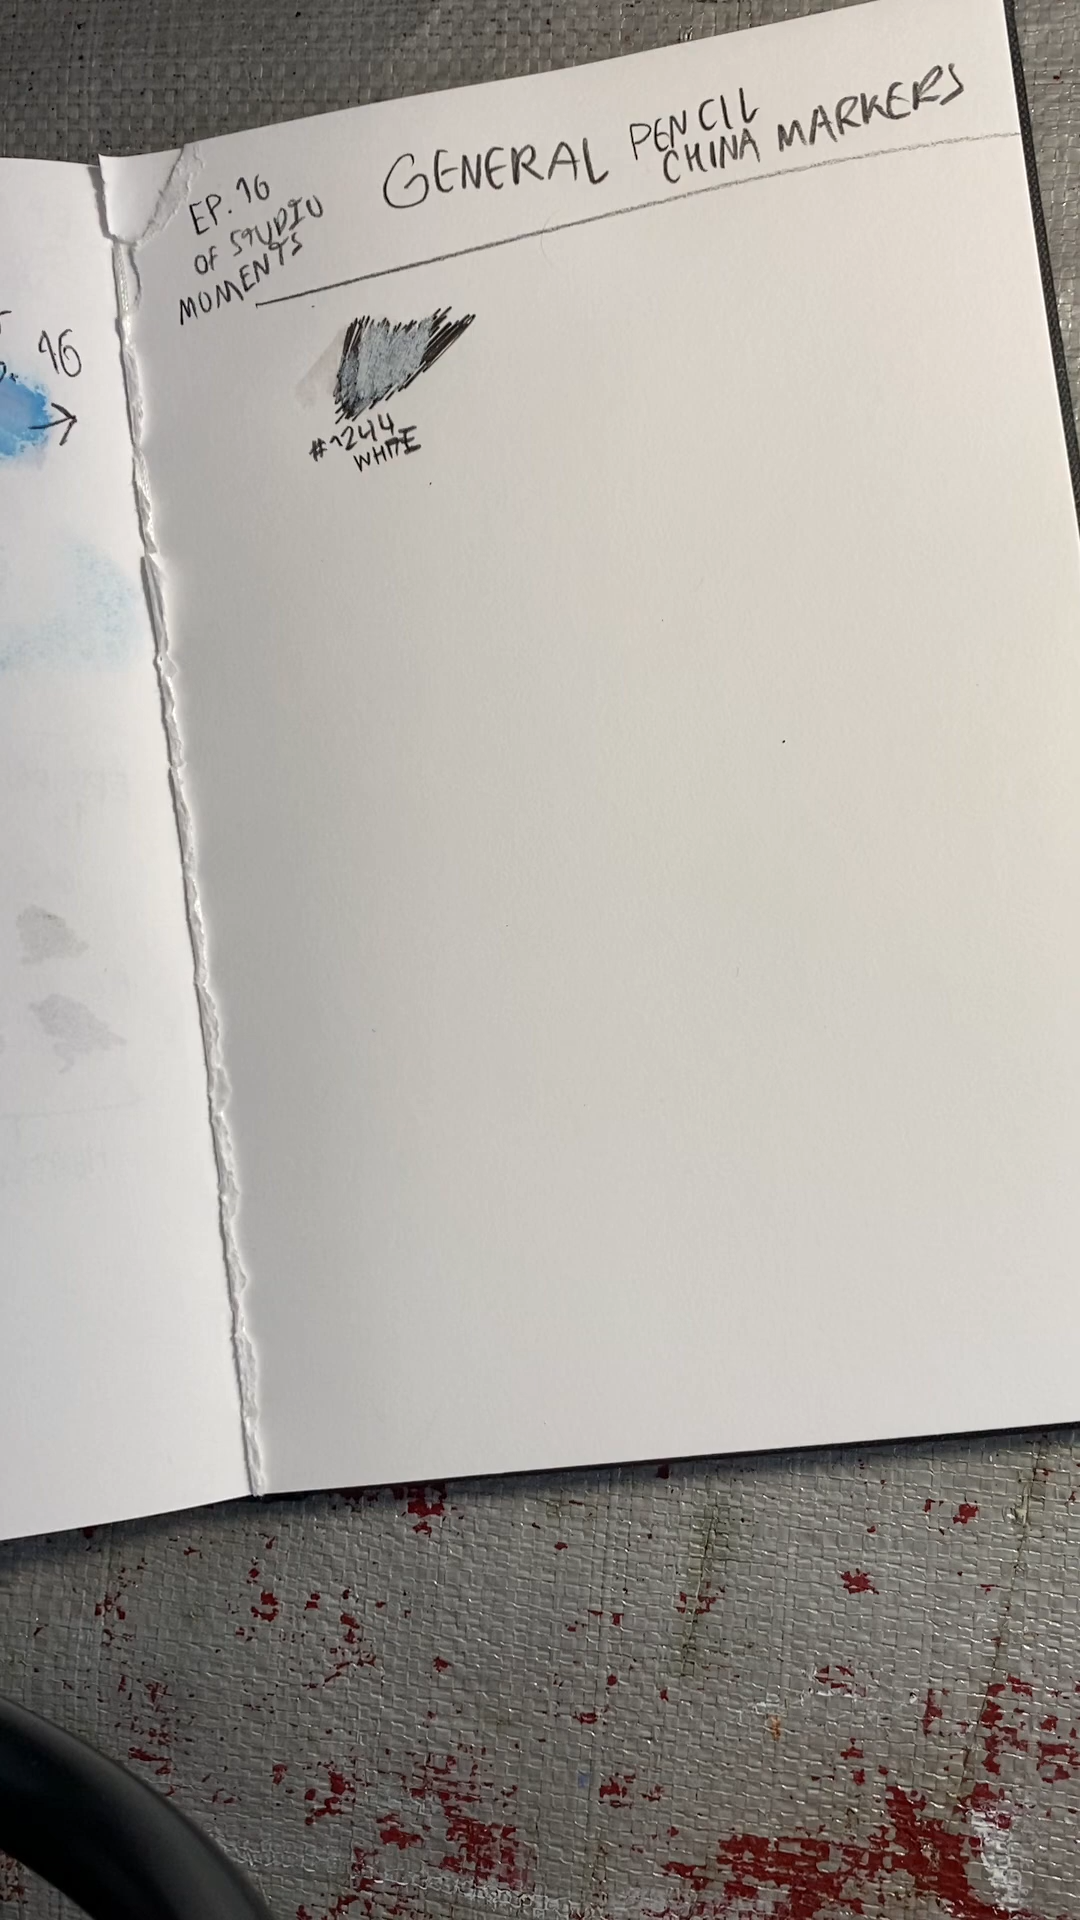 EP. 16
OF STUDIO
MOMENTS
GENERAL PENCIL
CHINA MARKERS
#1244
WHITE
16